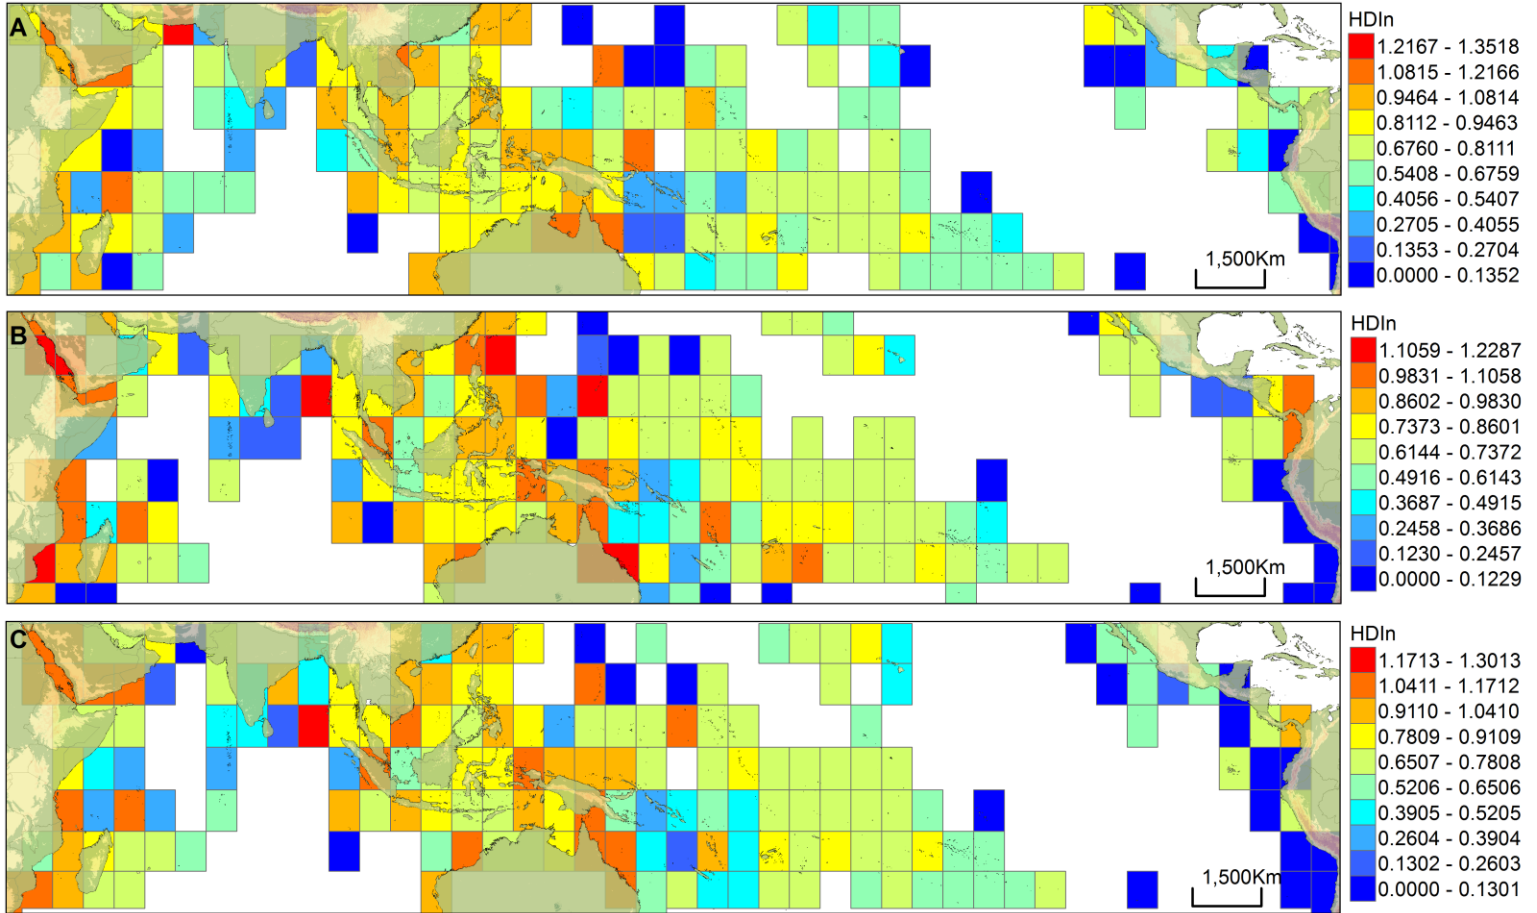 A
HDIn
1.2167 - 1.3518
1.0815 - 1.2166
0.9464 - 1.0814
0.8112 - 0.9463
0.6760 - 0.8111
0.5408 - 0.6759
0.4056 - 0.5407
0.2705 - 0.4055
0.1353 - 0.2704
0.0000 - 0.1352
1,500Km
B
HDIn
1.1059 - 1.2287
0.9831 - 1.1058
0.8602 - 0.9830
0.7373 - 0.8601
0.6144 - 0.7372
0.4916 - 0.6143
0.3687 - 0.4915
0.2458 - 0.3686
0.1230 - 0.2457
0.0000 - 0.1229
1,500Km
C
HDIn
1.1713 - 1.3013
1.0411 - 1.1712
0.9110 - 1.0410
0.7809 - 0.9109
0.6507 - 0.7808
0.5206 - 0.6506
0.3905 - 0.5205
0.2604 - 0.3904
0.1302 - 0.2603
0.0000 - 0.1301
1,500Km